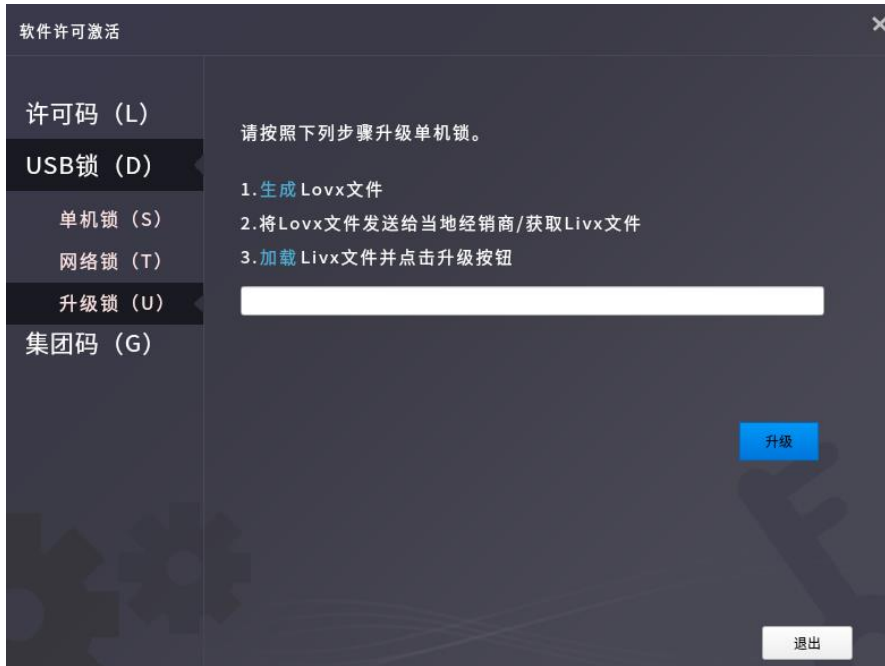 软件许可激活
许可码（L）
USB锁（D）
单机锁（S）
网络锁（T）
升级锁（U）
集团码（G）
请按照下列步骤升级单机锁。
1.生成Lovx文件
2.将Lovx文件发送给当地经销商/获取Livx文件
3.加载Livx文件并点击升级按钮
升级
退出